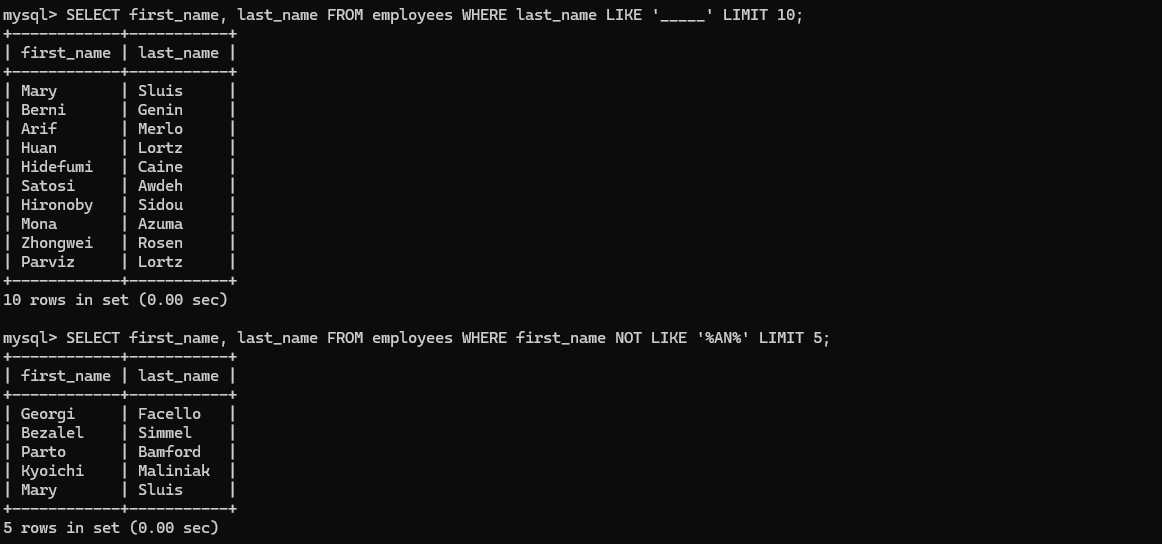 mysql> SELECT first_name, last_name FROM employees WHERE last_name LIKE '_____' LIMIT 10;
+------------+-----------+
| first_name | last_name |
+------------+-----------+
| Mary       | Sluis     |
| Berni      | Genin     |
| Arif       | Merlo     |
| Huan       | Lortz     |
| Hidefumi   | Caine     |
| Satosi     | Awdeh     |
| Hironoby   | Sidou     |
| Mona       | Azuma     |
| Zhongwei   | Rosen     |
| Parviz     | Lortz     |
+------------+-----------+
10 rows in set (0.00 sec)

mysql> SELECT first_name, last_name FROM employees WHERE first_name NOT LIKE '%AN%' LIMIT 5;
+------------+-----------+
| first_name | last_name |
+------------+-----------+
| Georgi     | Facello   |
| Bezalel    | Simmel    |
| Parto      | Bamford   |
| Kyoichi    | Maliniak  |
| Mary       | Sluis     |
+------------+-----------+
5 rows in set (0.00 sec)